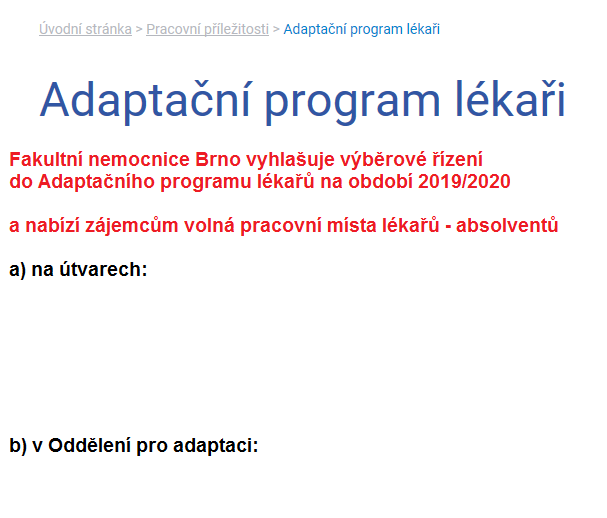 Úvodní stránka > Pracovní příležitosti > Adaptační program lékaři
Adaptační program lékaři
Fakultní nemocnice Brno vyhlašuje výběrové řízení
do Adaptačního programu lékařů na období 2019/2020
a nabízí zájemcům volná pracovní místa lékařů - absolventů
a) na útvarech:
b) v Oddělení pro adaptaci: